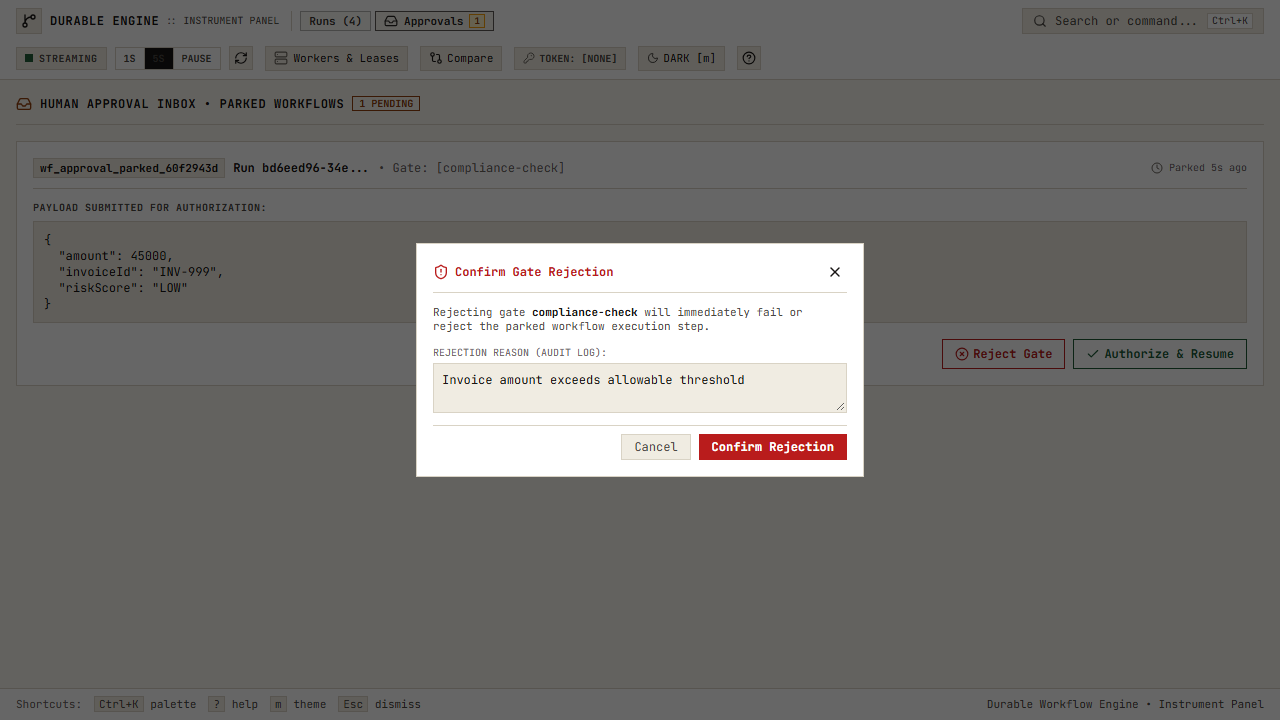 DURABLE ENGINE :: INSTRUMENT PANEL Runs (4) Approvals 1 Search or command... Ctrl+K
STREAMING 1S 5S PAUSE Workers & Leases Compare TOKEN: [NONE] DARK [m]
HUMAN APPROVAL INBOX • PARKED WORKFLOWS 1 PENDING
wf_approval_parked_60f2943d Run bd6eed96-34e... • Gate: [compliance-check] Parked 5s ago
PAYLOAD SUBMITTED FOR AUTHORIZATION:
{
"amount": 45000,
"invoiceId": "INV-999",
"riskScore": "LOW"
}
Reject Gate Authorize & Resume
Confirm Gate Rejection
Rejecting gate compliance-check will immediately fail or
reject the parked workflow execution step.
REJECTION REASON (AUDIT LOG):
Invoice amount exceeds allowable threshold
Cancel Confirm Rejection
Shortcuts: Ctrl+K palette ? help m theme Esc dismiss Durable Workflow Engine • Instrument Panel